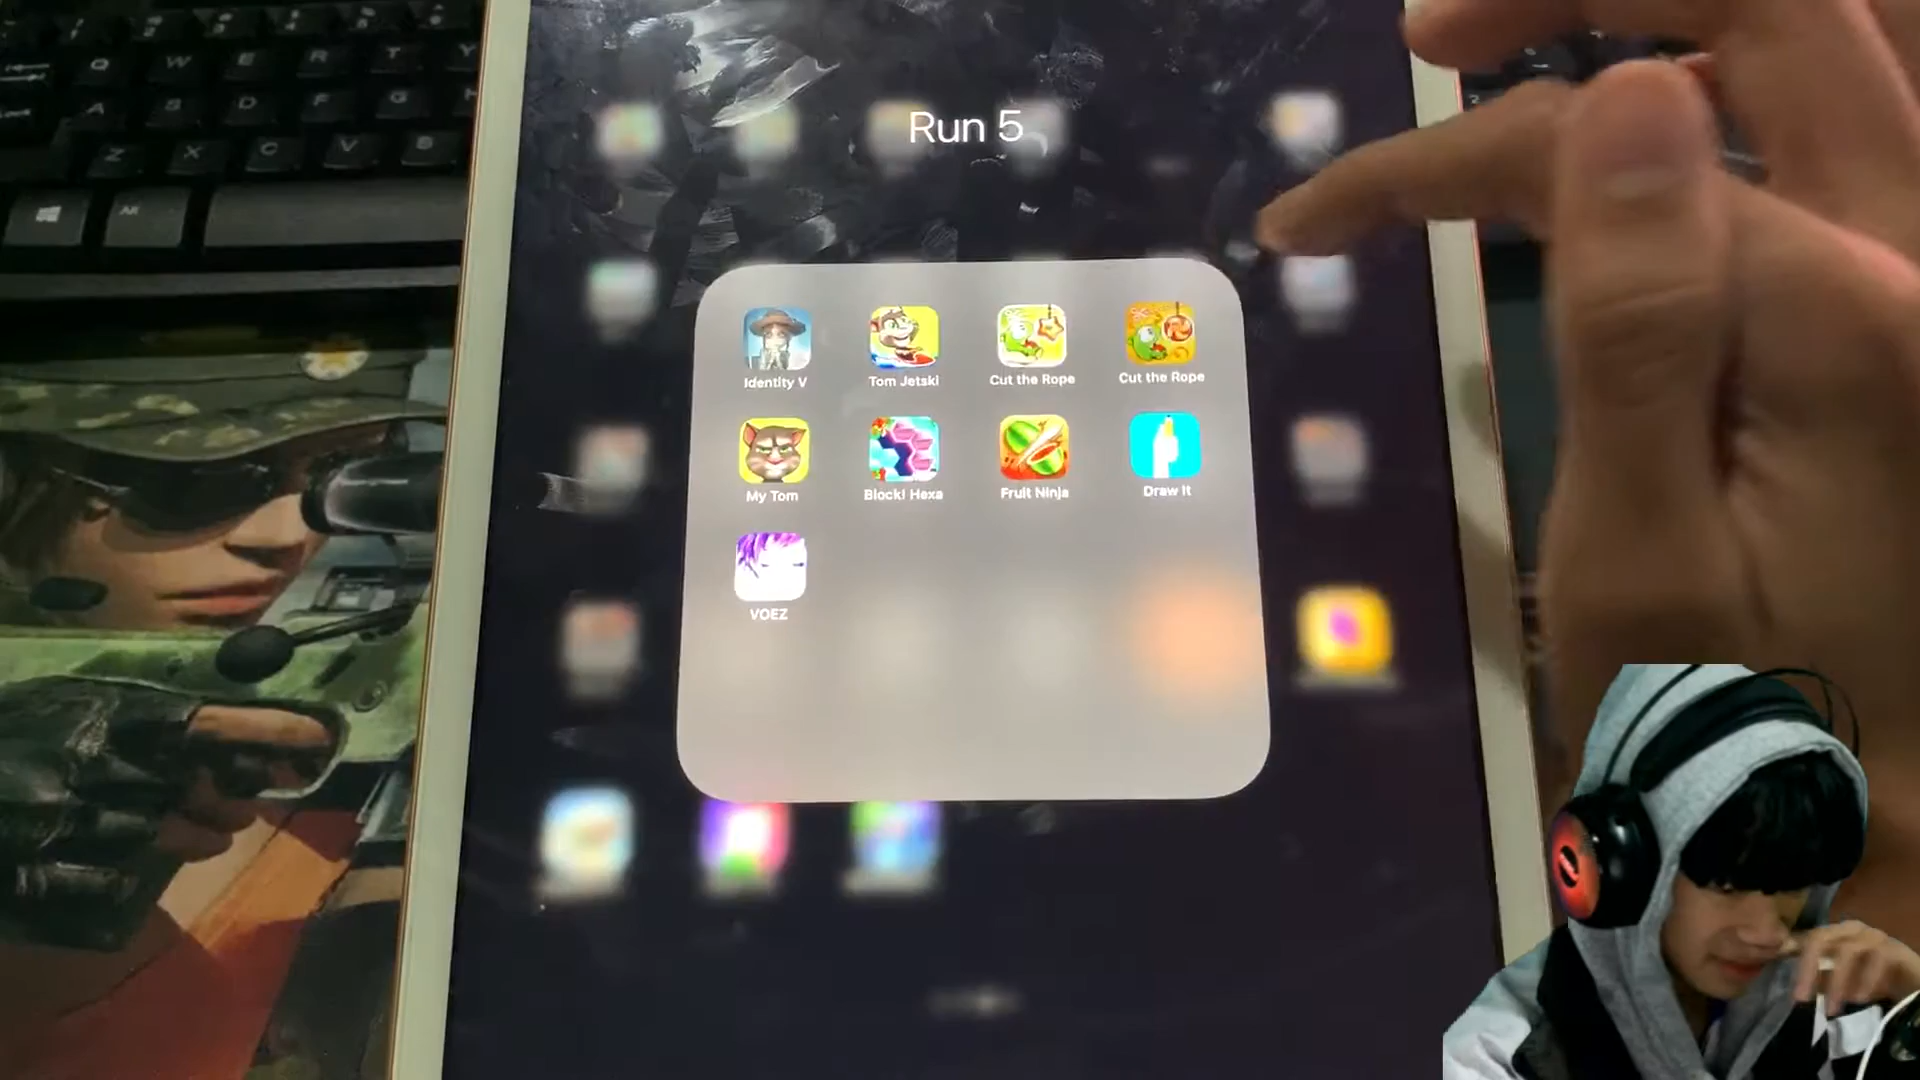 Q W E R T Y
A S D F G H
Z X C V B
Alt
Run 5
Identity V
Tom Jetski
Cut the Rope
Cut the Rope
My Tom
Block! Hexa
Fruit Ninja
Draw it
VOEZ